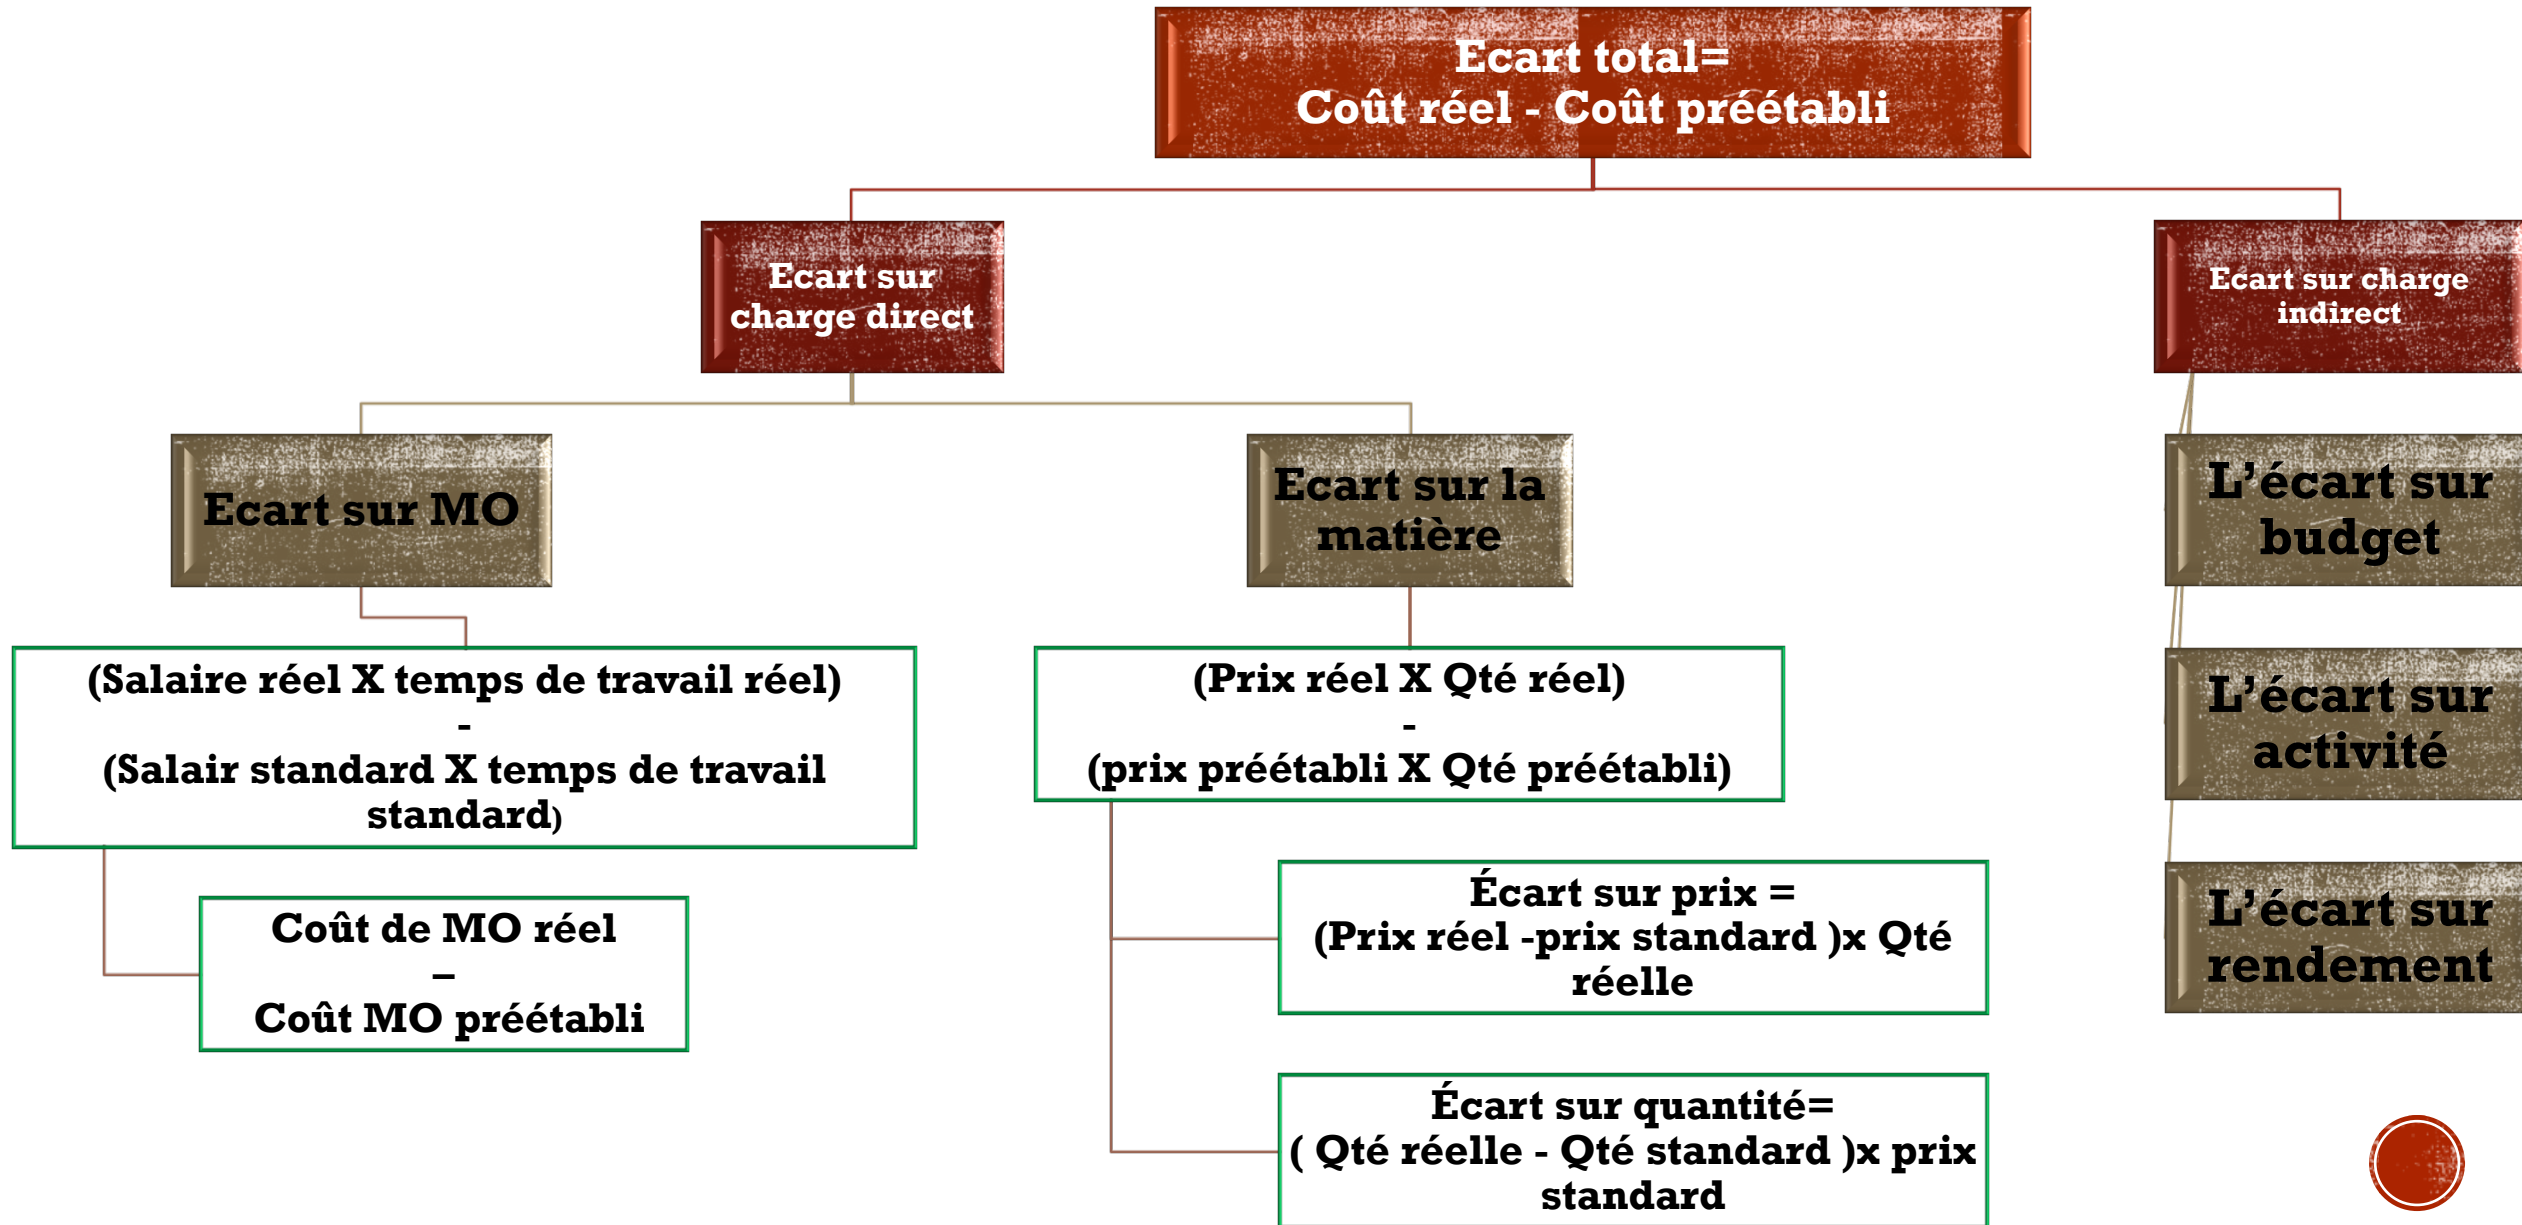 Ecart total=
Coût réel - Coût préétabli
Ecart sur
charge direct
Ecart sur charge
indirect
Ecart sur MO
Ecart sur la
matière
L'écart sur
budget
(Salaire réel X temps de travail réel)
-
(Salair standard X temps de travail
standard)
(Prix réel X Qté réel)
-
(prix préétabli X Qté préétabli)
L'écart sur
activité
Coût de MO réel
–
Coût MO préétabli
Écart sur prix =
(Prix réel -prix standard )x Qté
réelle
L'écart sur
rendement
Écart sur quantité=
( Qté réelle - Qté standard )x prix
standard